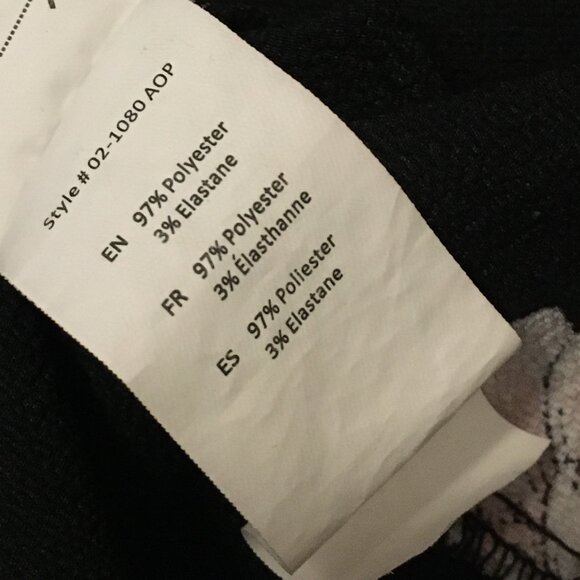 Style # 02-1080 AOP
EN 97% Polyester
3% Elastane
FR 97% Polyester
3% Élasthanne
ES 97% Poliester
3% Elastane